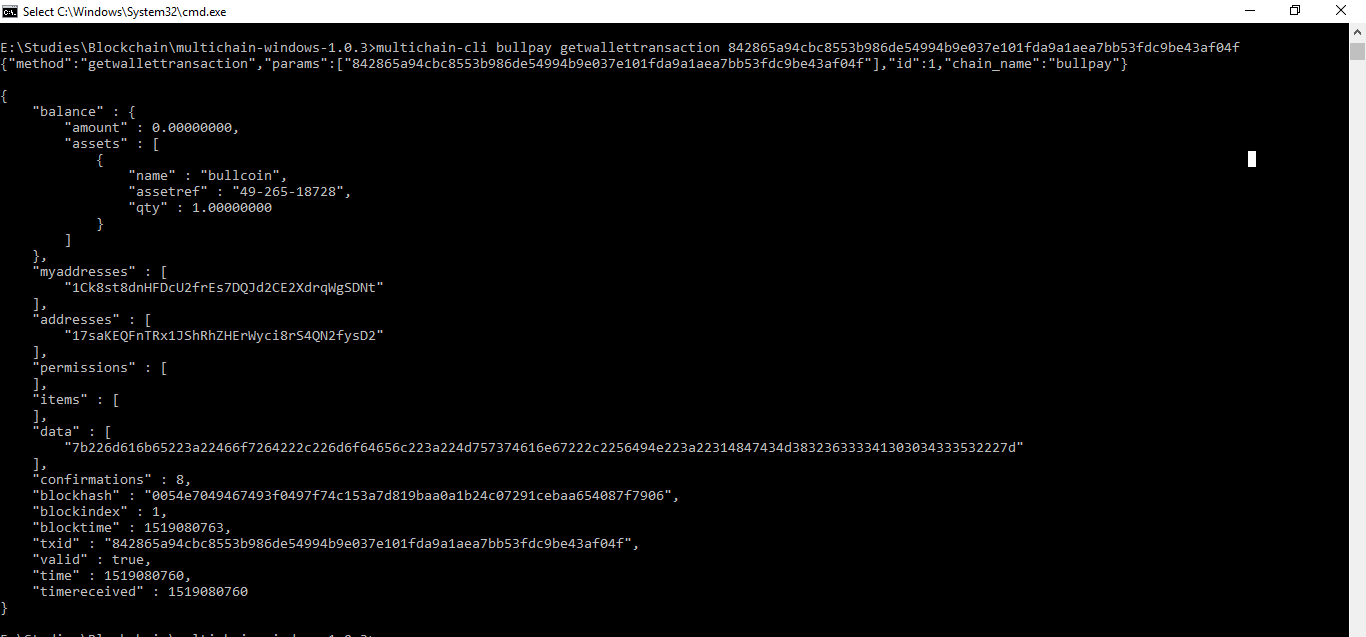 Select C:\Windows\System32\cmd.exe
E:\Studies\Blockchain\multichain-windows-1.0.3>multichain-cli bullpay getwallettransaction 842865a94cbc8553b986de54994b9e037e101fda9a1aea7bb53fdc9be43af04f
{"method":"getwallettransaction","params":["842865a94cbc8553b986de54994b9e037e101fda9a1aea7bb53fdc9be43af04f"],"id":1,"chain_name":"bullpay"}
{
"balance" : {
"amount" : 0.00000000,
"assets" : [
{
"name" : "bullcoin",
"assetref" : "49-265-18728",
"qty" : 1.00000000
}
]
},
"myaddresses" : [
"1Ck8st8dnHFDcU2frEs7DQJd2CE2XdrqWgSDNt"
],
"addresses" : [
"17saKEQFnTRx1JShRhZHErWyci8rS4QN2fysD2"
],
"permissions" : [
],
"items" : [
],
"data" : [
"7b226d616b65223a22466f7264222c226d6f64656c223a224d757374616e67222c2256494e223a22314847434d38323633334130303433353532227d"
],
"confirmations" : 8,
"blockhash" : "0054e7049467493f0497f74c153a7d819baa0a1b24c07291cebaa654087f7906",
"blockindex" : 1,
"blocktime" : 1519080763,
"txid" : "842865a94cbc8553b986de54994b9e037e101fda9a1aea7bb53fdc9be43af04f",
"valid" : true,
"time" : 1519080760,
"timereceived" : 1519080760
}